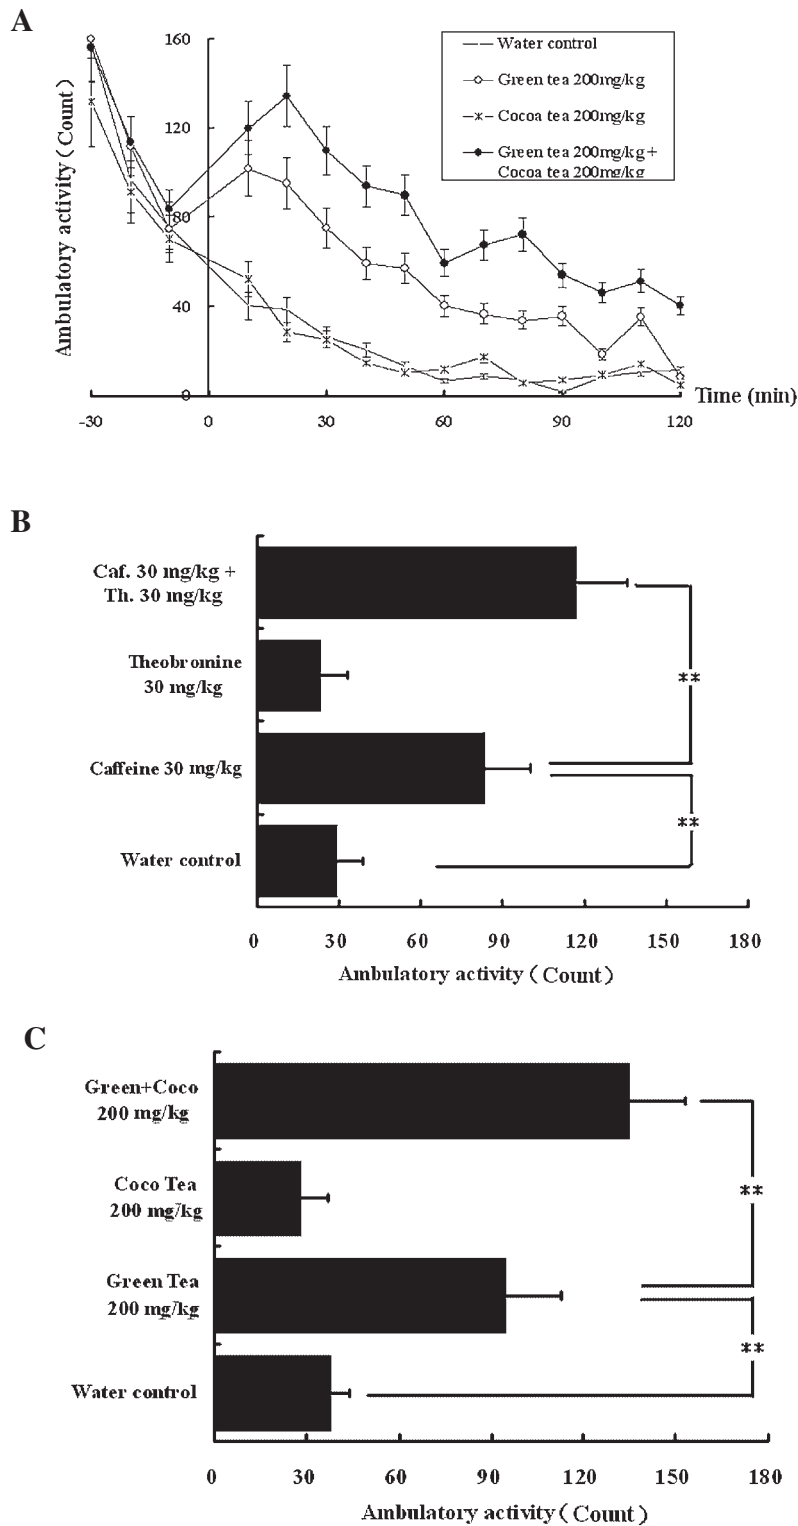 A
160
120
80
40
0
Ambulatory activity (Count)
Water control
Green tea 200mg/kg
Cocoa tea 200mg/kg
Green tea 200mg/kg +
Cocoa tea 200mg/kg
Time (min)
-30 0 30 60 90 120
B
Caf. 30 mg/kg +
Th. 30 mg/kg
Theobromine
30 mg/kg
Caffeine 30 mg/kg
Water control
**
**
0 30 60 90 120 150 180
Ambulatory activity (Count)
C
Green+Coco
200 mg/kg
Coco Tea
200 mg/kg
Green Tea
200 mg/kg
Water control
**
**
0 30 60 90 120 150 180
Ambulatory activity (Count)